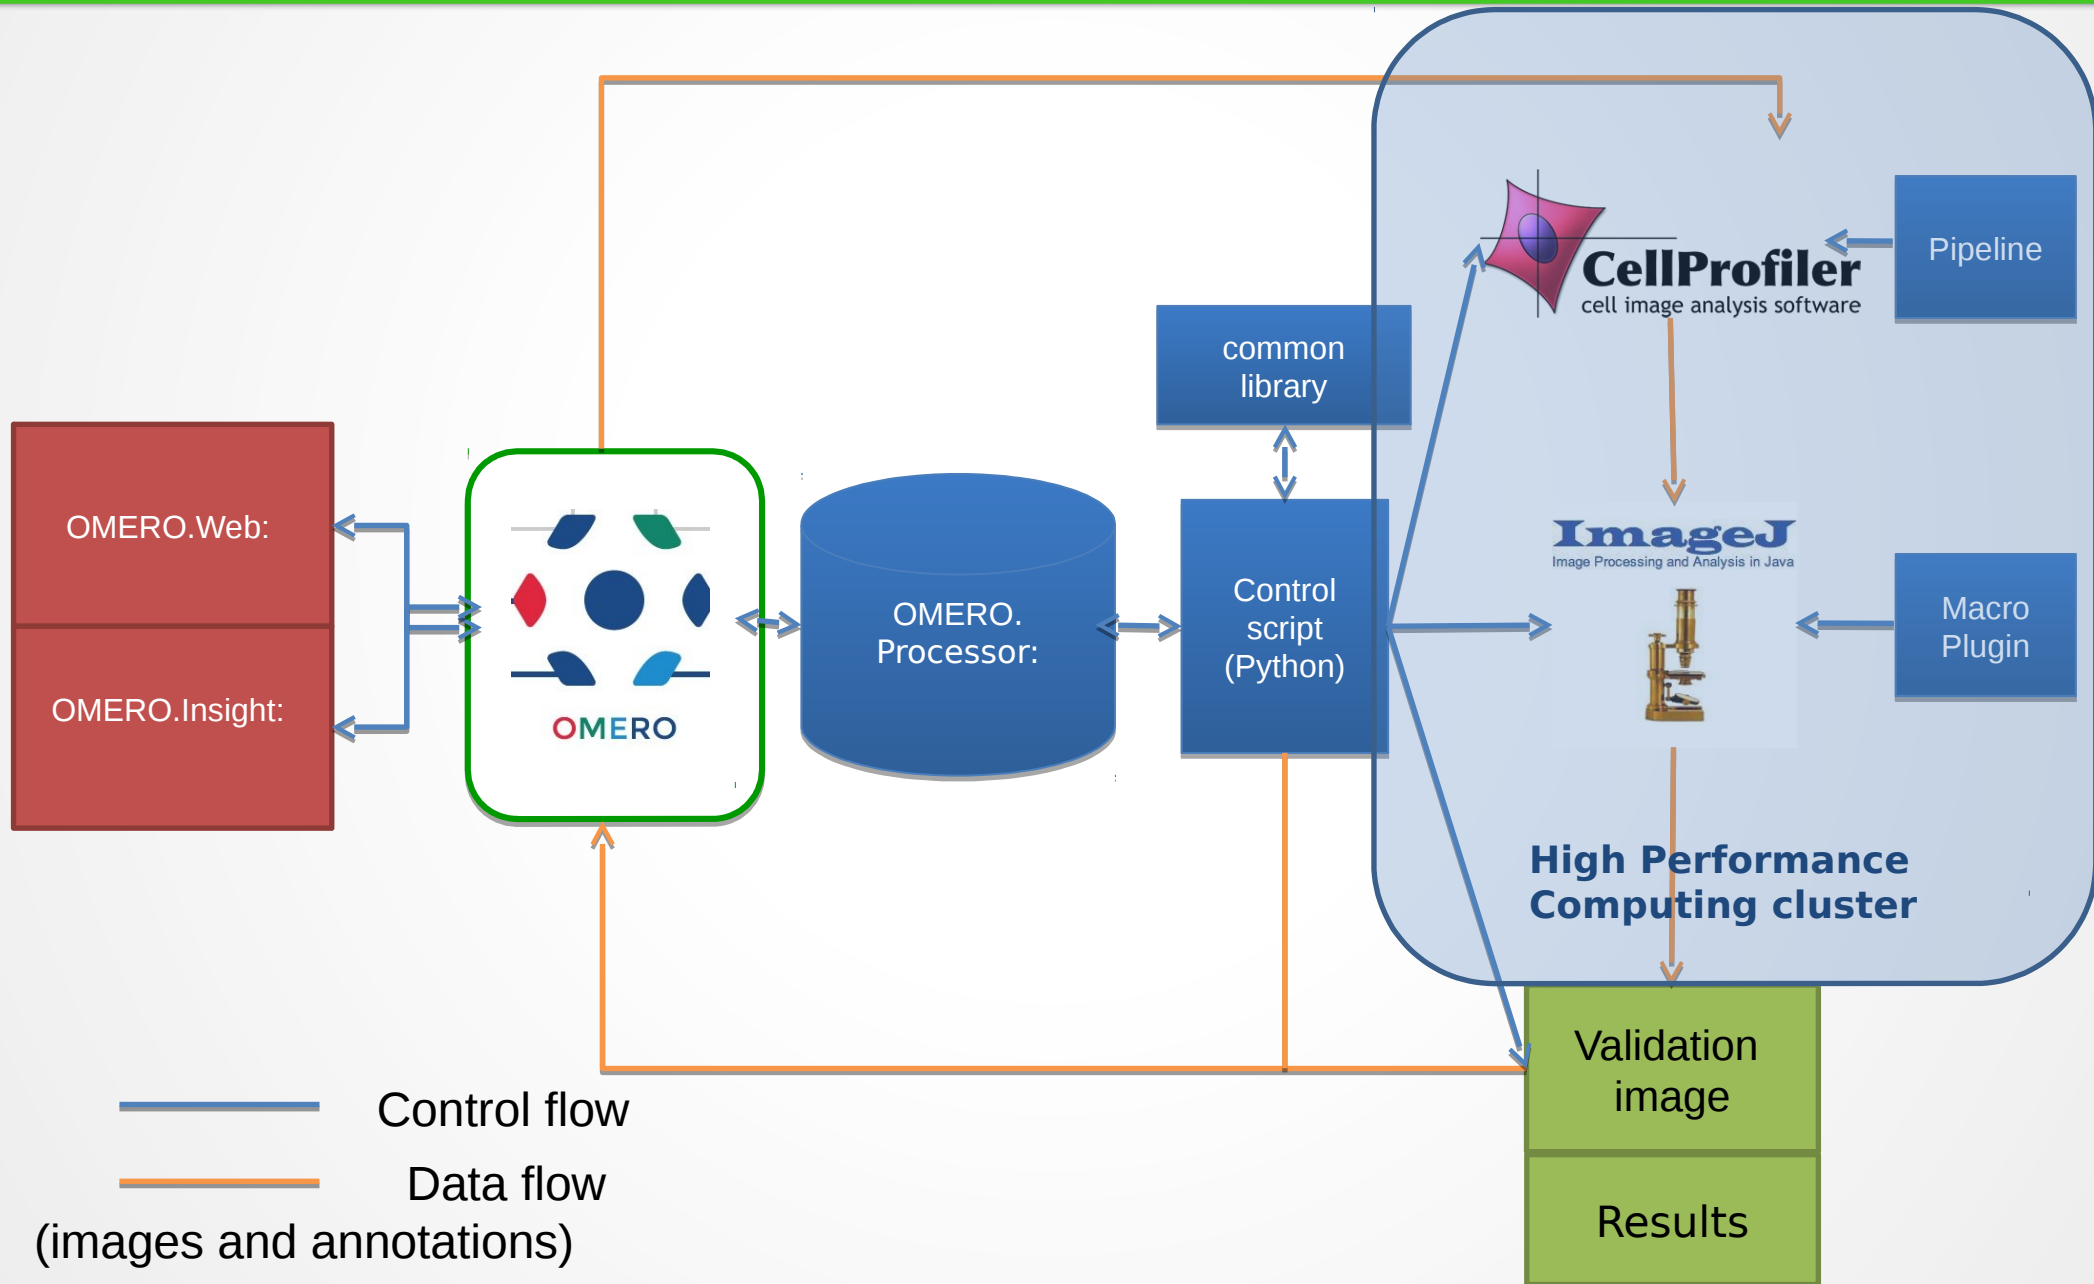 CellProfiler
cell image analysis software
Pipeline
common
library
OMERO.Web:
OMERO.Insight:
OMERO
OMERO.
Processor:
Control
script
(Python)
ImageJ
Image Processing and Analysis in Java
Macro
Plugin
High Performance
Computing cluster
Validation
image
Results
Control flow
Data flow
(images and annotations)